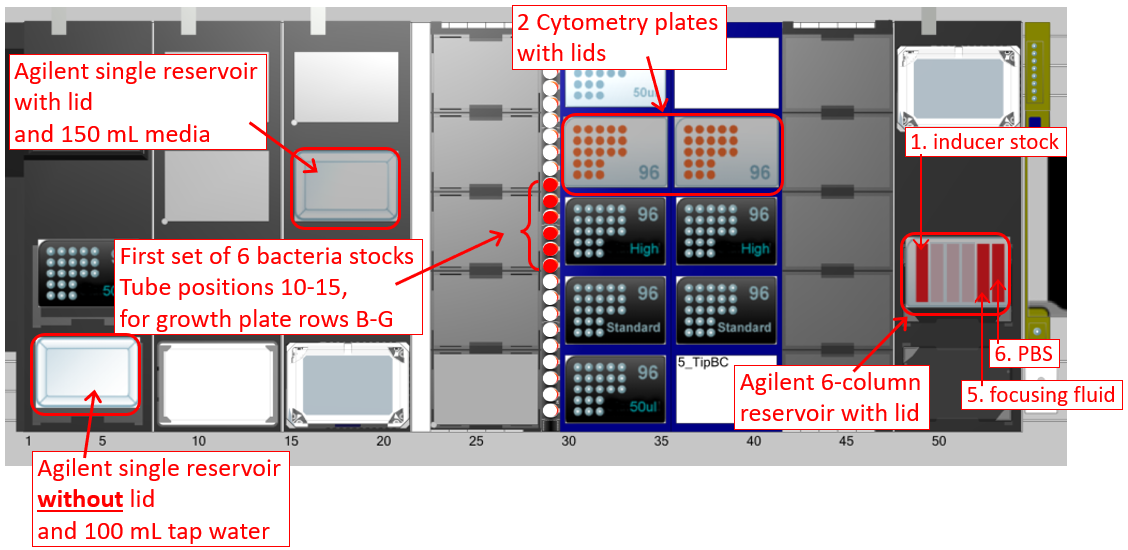 2 Cytometry plates
with lids
Agilent single reservoir
with lid
and 150 mL media
50ul
1. inducer stock
96
96
96
High
96
High
First set of 6 bacteria stocks
Tube positions 10-15,
for growth plate rows B-G
96
Standard
96
Standard
5_TipBC
96
50ul
Agilent 6-column
reservoir with lid
6. PBS
5. focusing fluid
1
5
10
15
20
25
30
35
40
45
50
Agilent single reservoir
without lid
and 100 mL tap water